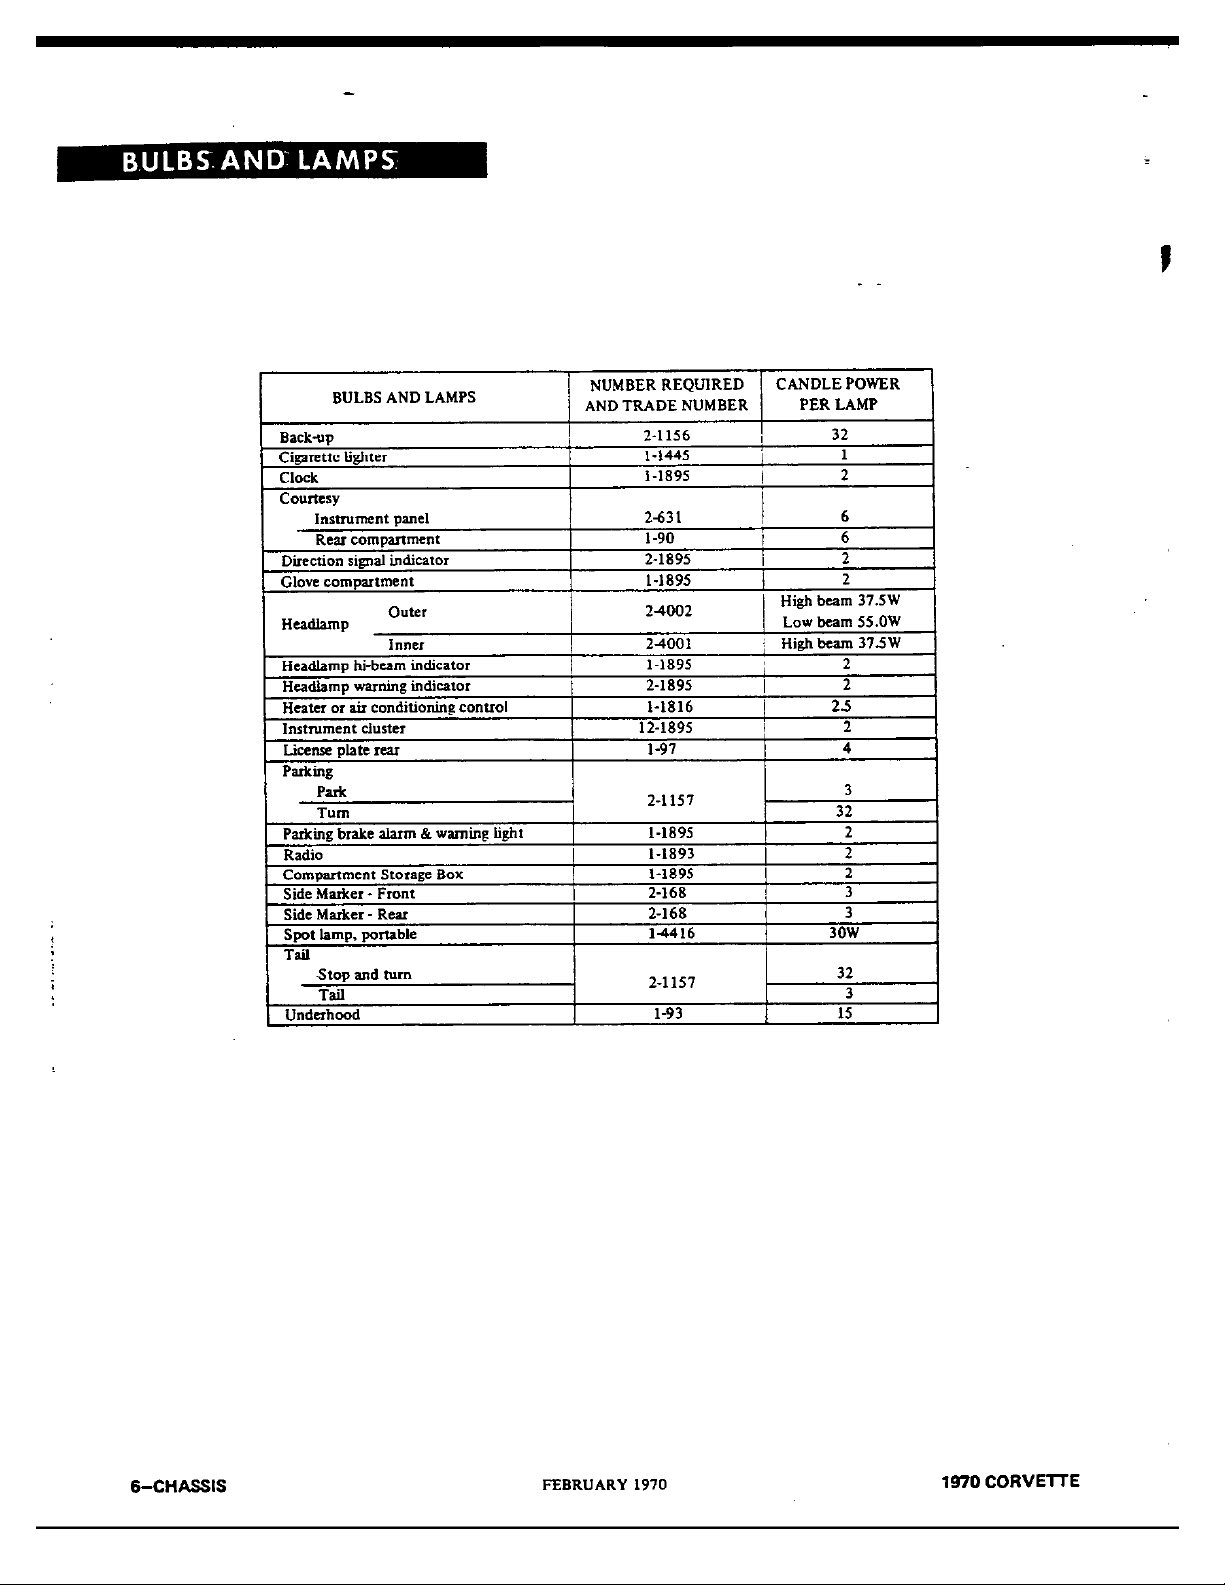 BULBS AND LAMPS
BULBS AND LAMPS NUMBER REQUIRED AND TRADE NUMBER CANDLE POWER PER LAMP
Back-up 2-1156 32
Cigarette lighter 1-1445 1
Clock 1-1895 2
Courtesy
Instrument panel 2-631 6
Rear compartment 1-90 6
Direction signal indicator 2-1895 2
Glove compartment 1-1895 2
Headlamp Outer 2-4002 High beam 37.5W
Low beam 55.0W
Inner 2-4001 High beam 37.5W
Headlamp hi-beam indicator 1-1895 2
Headlamp warning indicator 2-1895 2
Heater or air conditioning control 1-1816 2.5
Instrument cluster 12-1895 2
License plate rear 1-97 4
Parking
Park 2-1157 3
Turn 32
Parking brake alarm & warning light 1-1895 2
Radio 1-1893 2
Compartment Storage Box 1-1895 2
Side Marker - Front 2-168 3
Side Marker - Rear 2-168 3
Spot lamp, portable 1-4416 30W
Tail
Stop and turn 2-1157 32
Tail 3
Underhood 1-93 15
6-CHASSIS FEBRUARY 1970 1970 CORVETTE